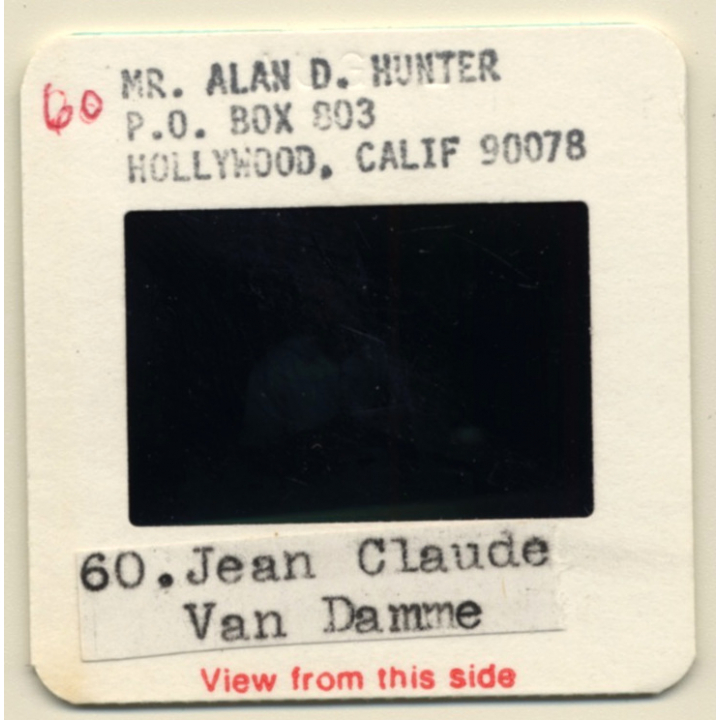 60 MR. ALAN D. HUNTER
P.O. BOX 803
HOLLYWOOD, CALIF 90078
60. Jean Claude
Van Damme
View from this side